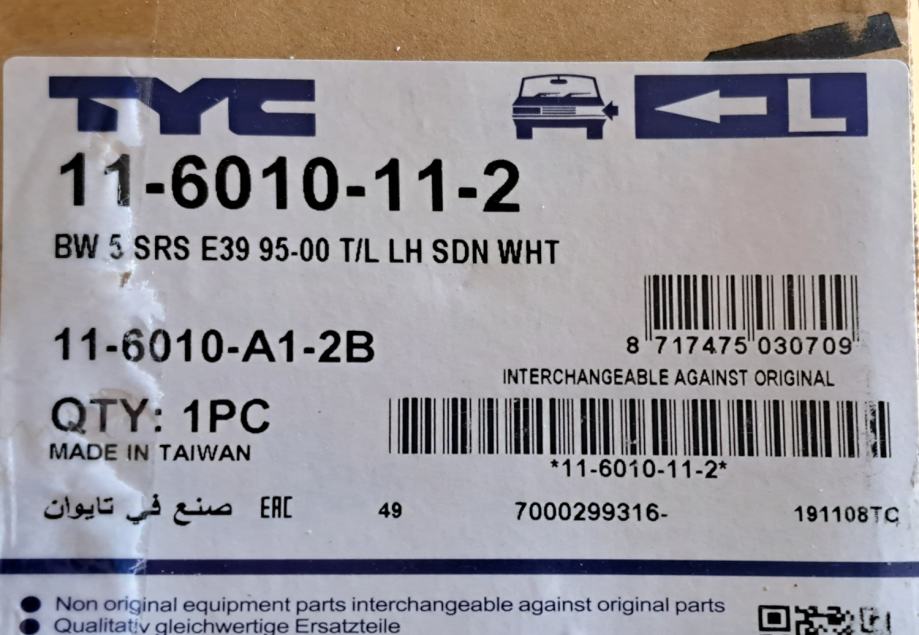 TYC
L
11-6010-11-2
BW 5 SRS E39 95-00 T/L LH SDN WHT
8 717475 030709
11-6010-A1-2B
INTERCHANGEABLE AGAINST ORIGINAL
QTY: 1PC
MADE IN TAIWAN
*11-6010-11-2*
صنع في تايوان EAC 49 7000299316- 191108TC
Non original equipment parts interchangeable against original parts
Qualitativ gleichwertige Ersatzteile